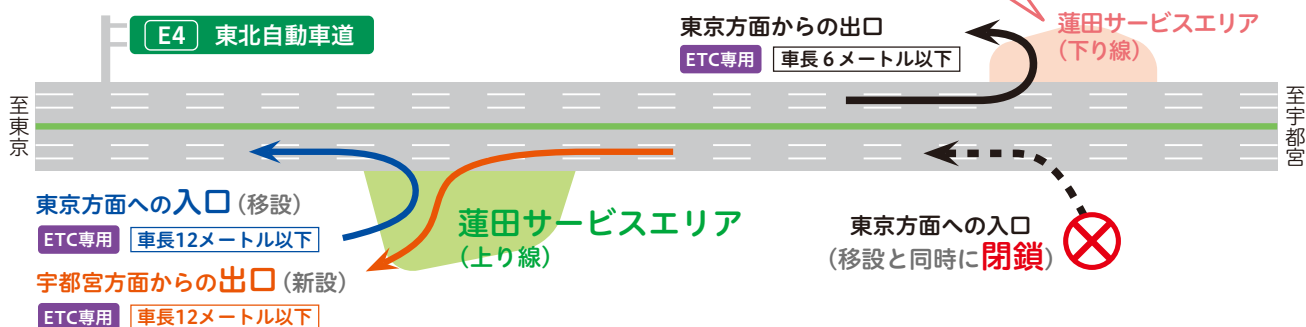 E4 東北自動車道
東京方面からの出口
ETC専用 車長6メートル以下
蓮田サービスエリア
(下り線)
至東京
至宇都宮
東京方面への入口(移設)
ETC専用 車長12メートル以下
宇都宮方面からの出口(新設)
ETC専用 車長12メートル以下
蓮田サービスエリア
(上り線)
東京方面への入口
(移設と同時に閉鎖)